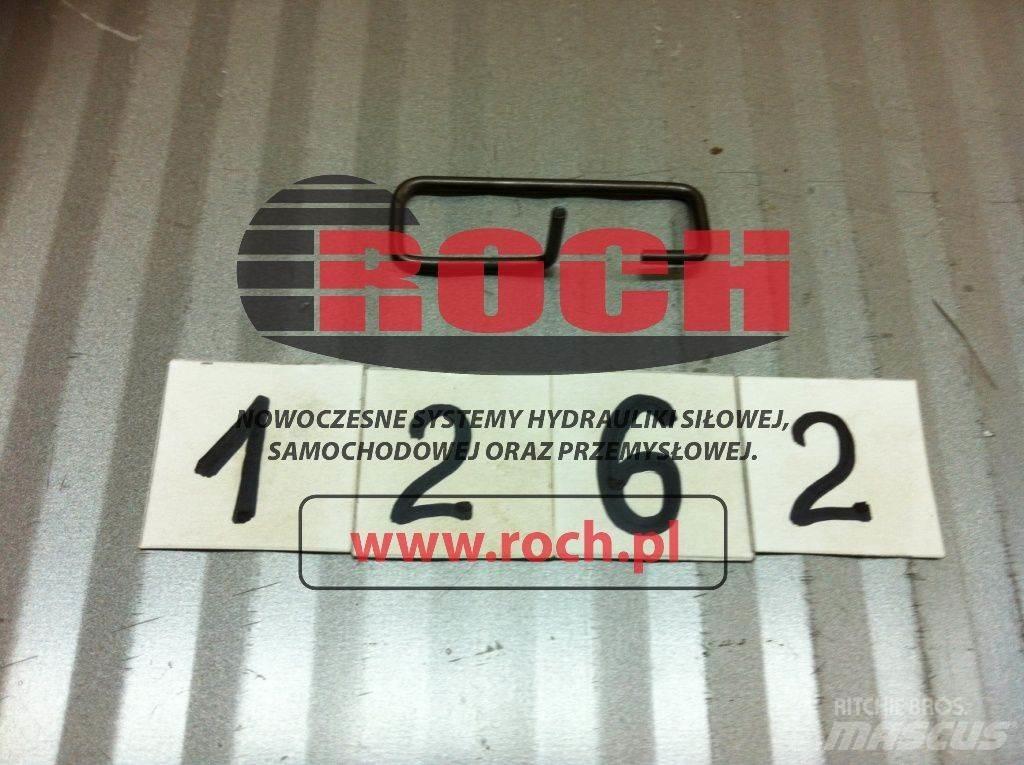 ROCH
1 2 6 2
NOWOCZESNE SYSTEMY HYDRAULIKI SIŁOWEJ,
SAMOCHODOWEJ ORAZ PRZEMYSŁOWEJ.
www.roch.pl
RITCHIE BROS.
MASCUS